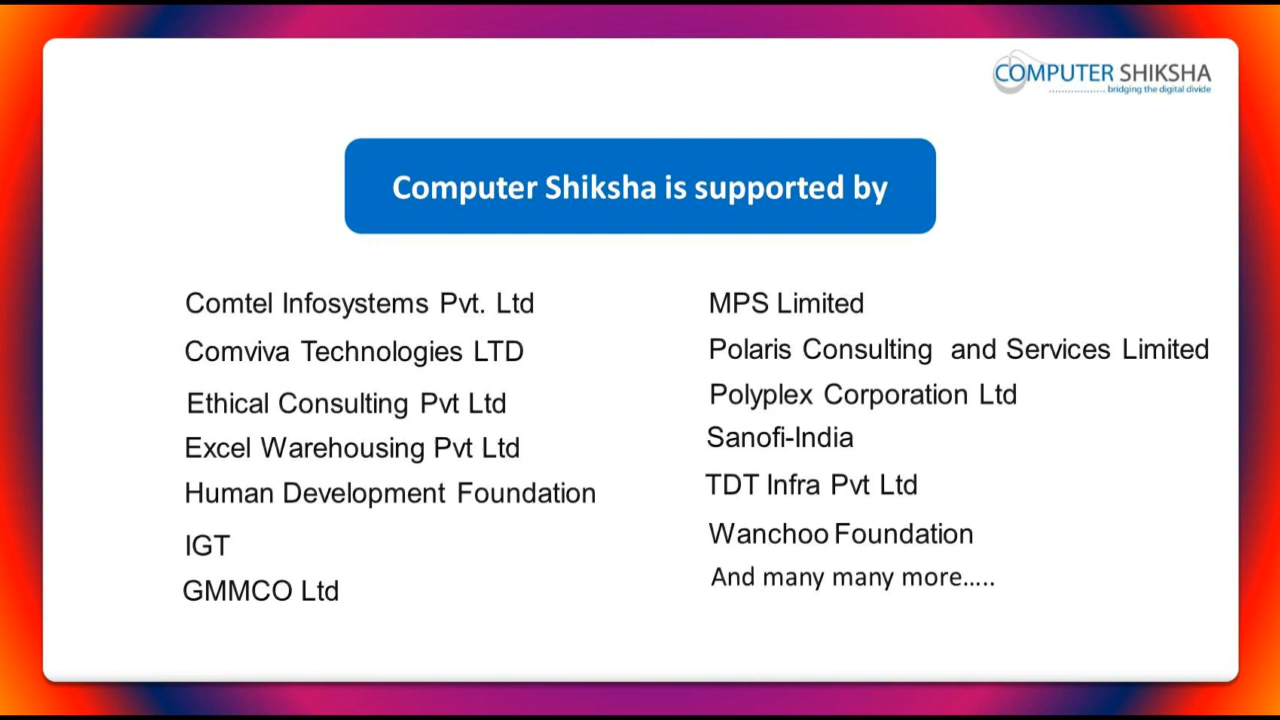 COMPUTER SHIKSHA
bridging the digital divide
Computer Shiksha is supported by
Comtel Infosystems Pvt. Ltd
Comviva Technologies LTD
Ethical Consulting Pvt Ltd
Excel Warehousing Pvt Ltd
Human Development Foundation
IGT
GMMCO Ltd
MPS Limited
Polaris Consulting and Services Limited
Polyplex Corporation Ltd
Sanofi-India
TDT Infra Pvt Ltd
Wanchoo Foundation
And many many more.....